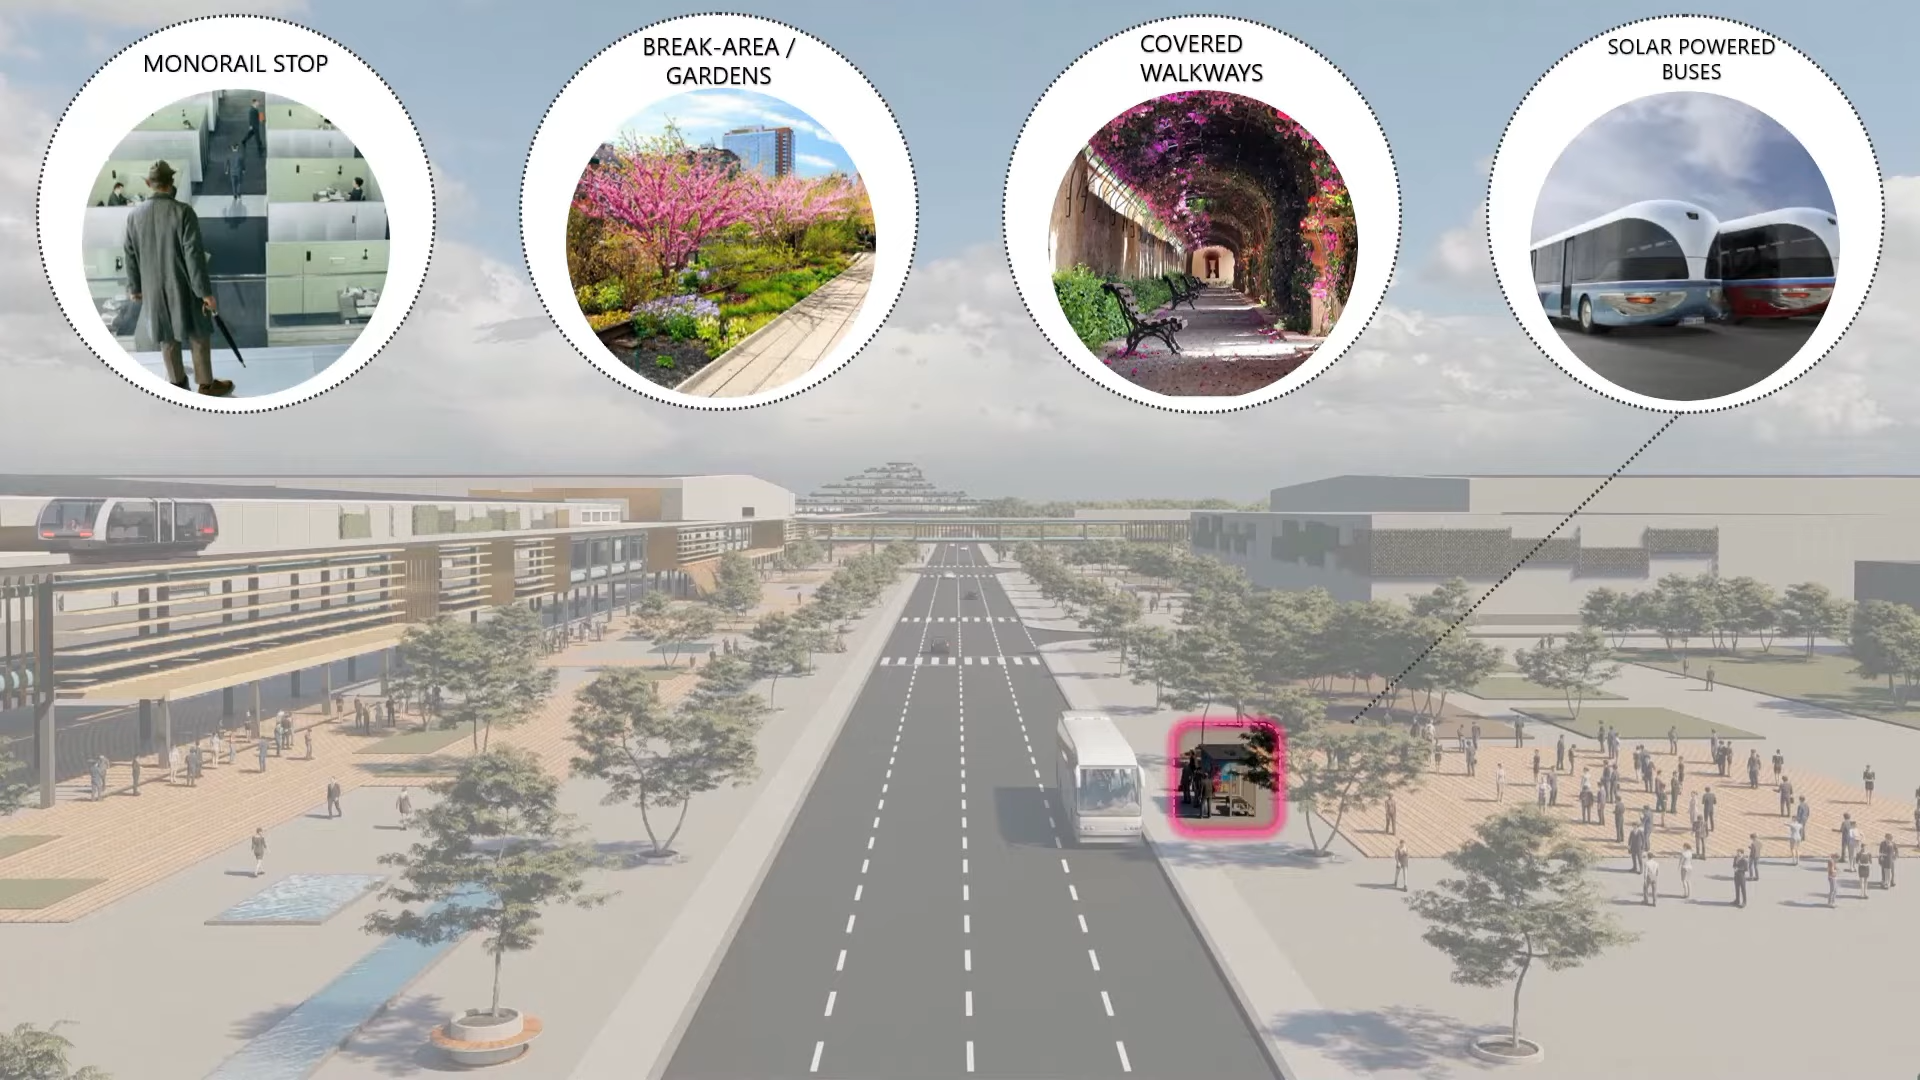 MONORAIL STOP
BREAK-AREA /
GARDENS
COVERED
WALKWAYS
SOLAR POWERED
BUSES